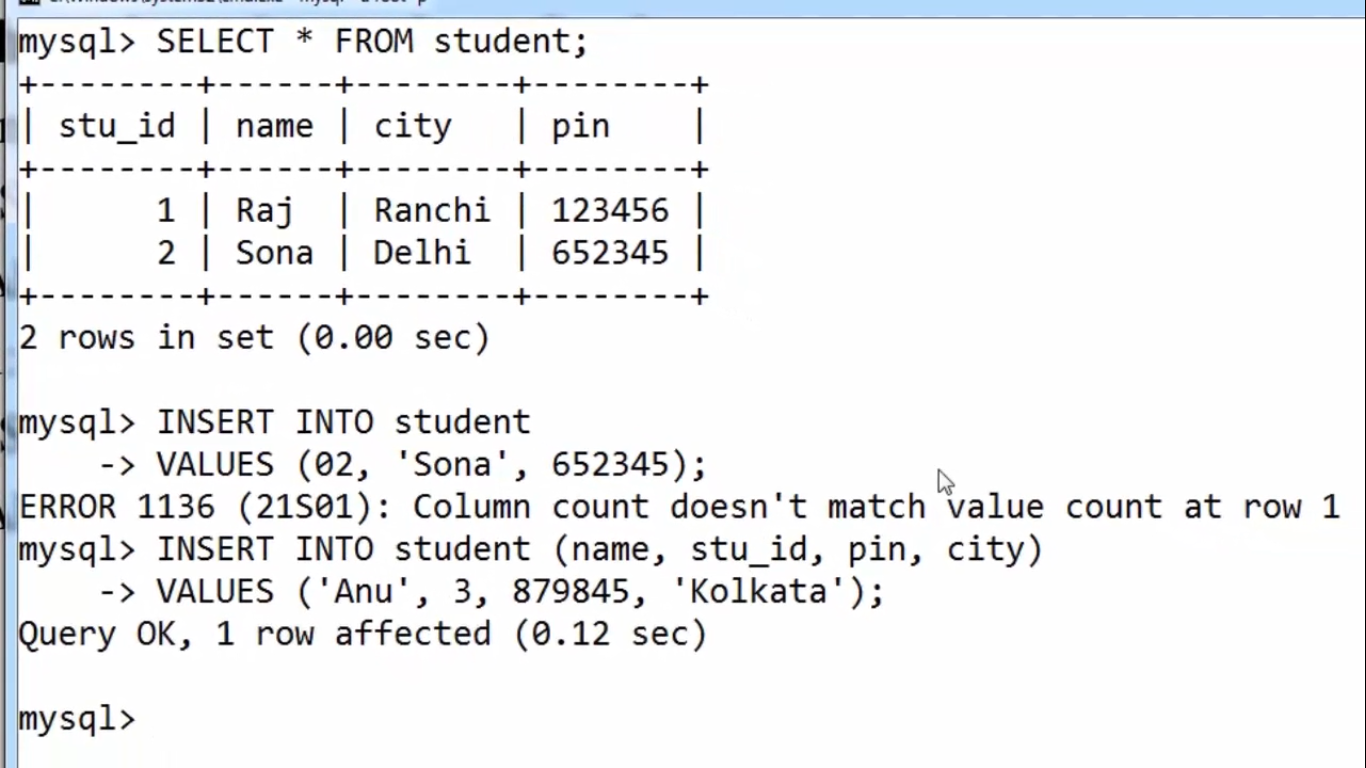 mysql> SELECT * FROM student;
+--------+------+--------+--------+
| stu_id | name | city   | pin    |
+--------+------+--------+--------+
|      1 | Raj  | Ranchi | 123456 |
|      2 | Sona | Delhi  | 652345 |
+--------+------+--------+--------+
2 rows in set (0.00 sec)
mysql> INSERT INTO student
    -> VALUES (02, 'Sona', 652345);
ERROR 1136 (21S01): Column count doesn't match value count at row 1
mysql> INSERT INTO student (name, stu_id, pin, city)
    -> VALUES ('Anu', 3, 879845, 'Kolkata');
Query OK, 1 row affected (0.12 sec)
mysql>